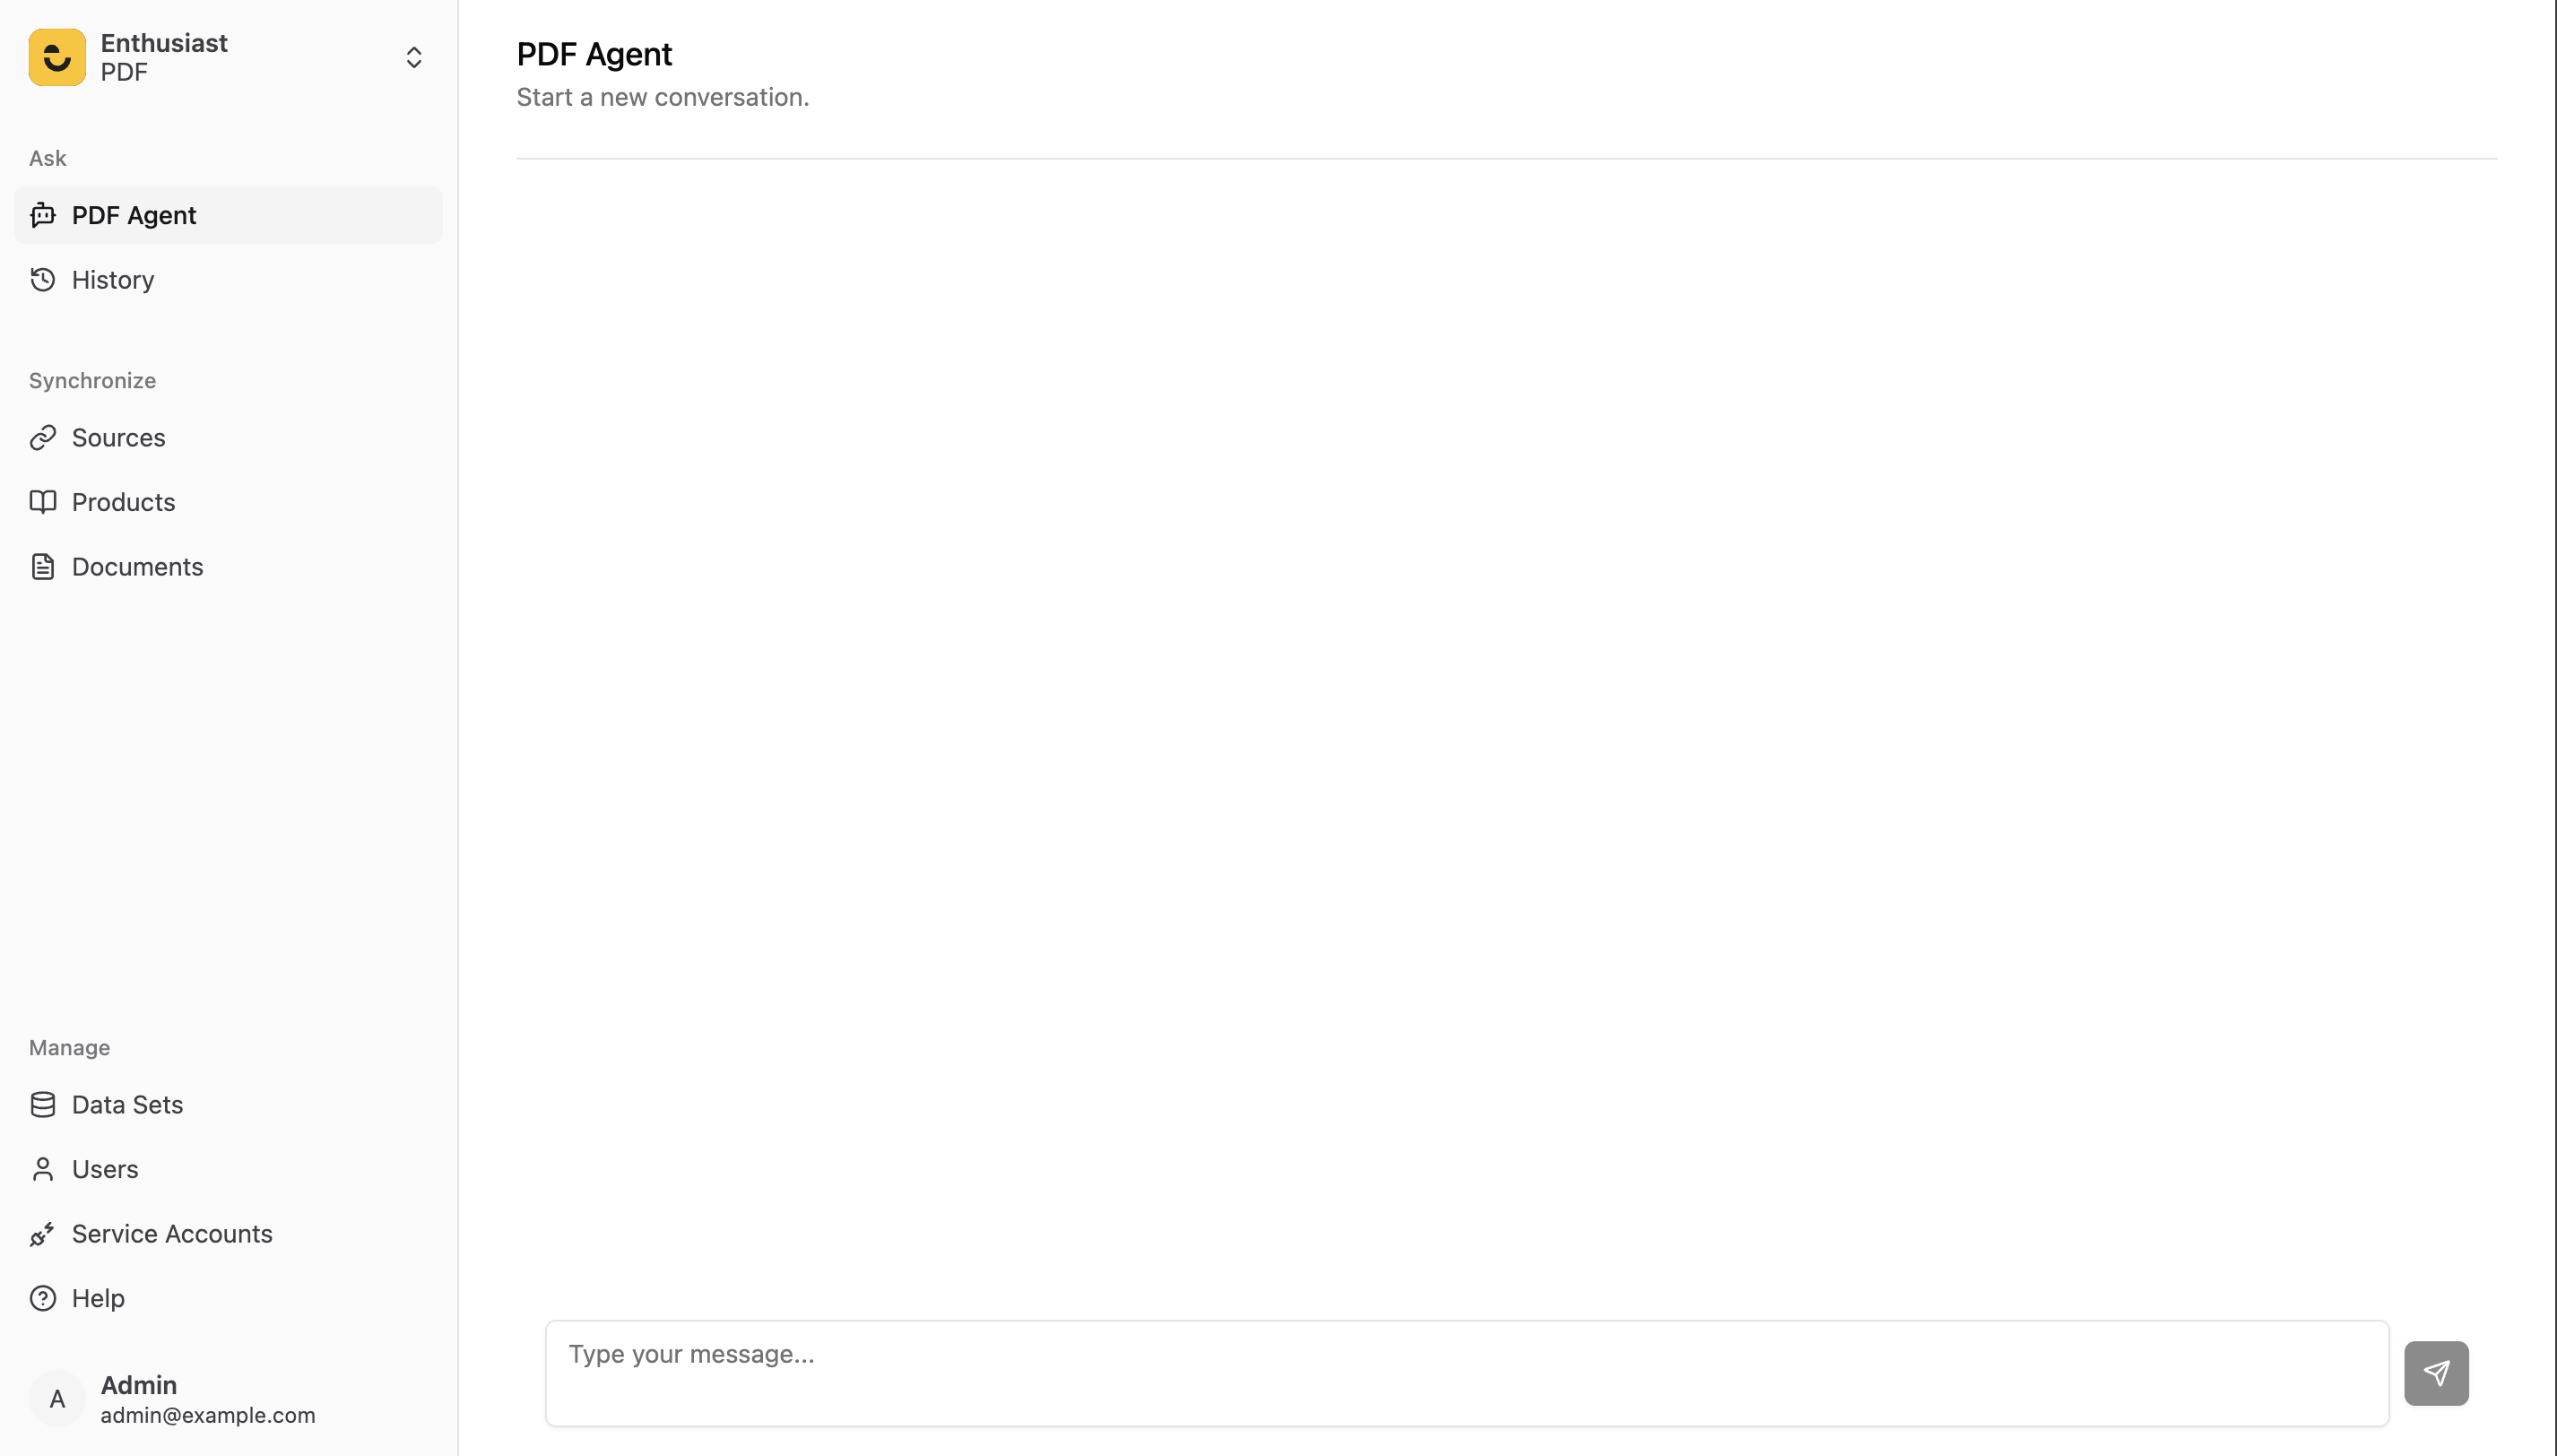 Enthusiast
PDF
Ask
PDF Agent
History
Synchronize
Sources
Products
Documents
Manage
Data Sets
Users
Service Accounts
Help
A
Admin
admin@example.com
PDF Agent
Start a new conversation.
Type your message...